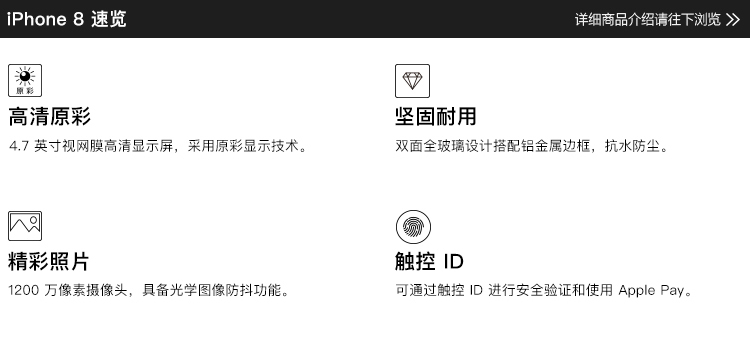 iPhone 8 速览
详细商品介绍请往下浏览
原彩
高清原彩
4.7 英寸视网膜高清显示屏，采用原彩显示技术。
坚固耐用
双面全玻璃设计搭配铝金属边框，抗水防尘。
精彩照片
1200 万像素摄像头，具备光学图像防抖功能。
触控 ID
可通过触控 ID 进行安全验证和使用 Apple Pay。